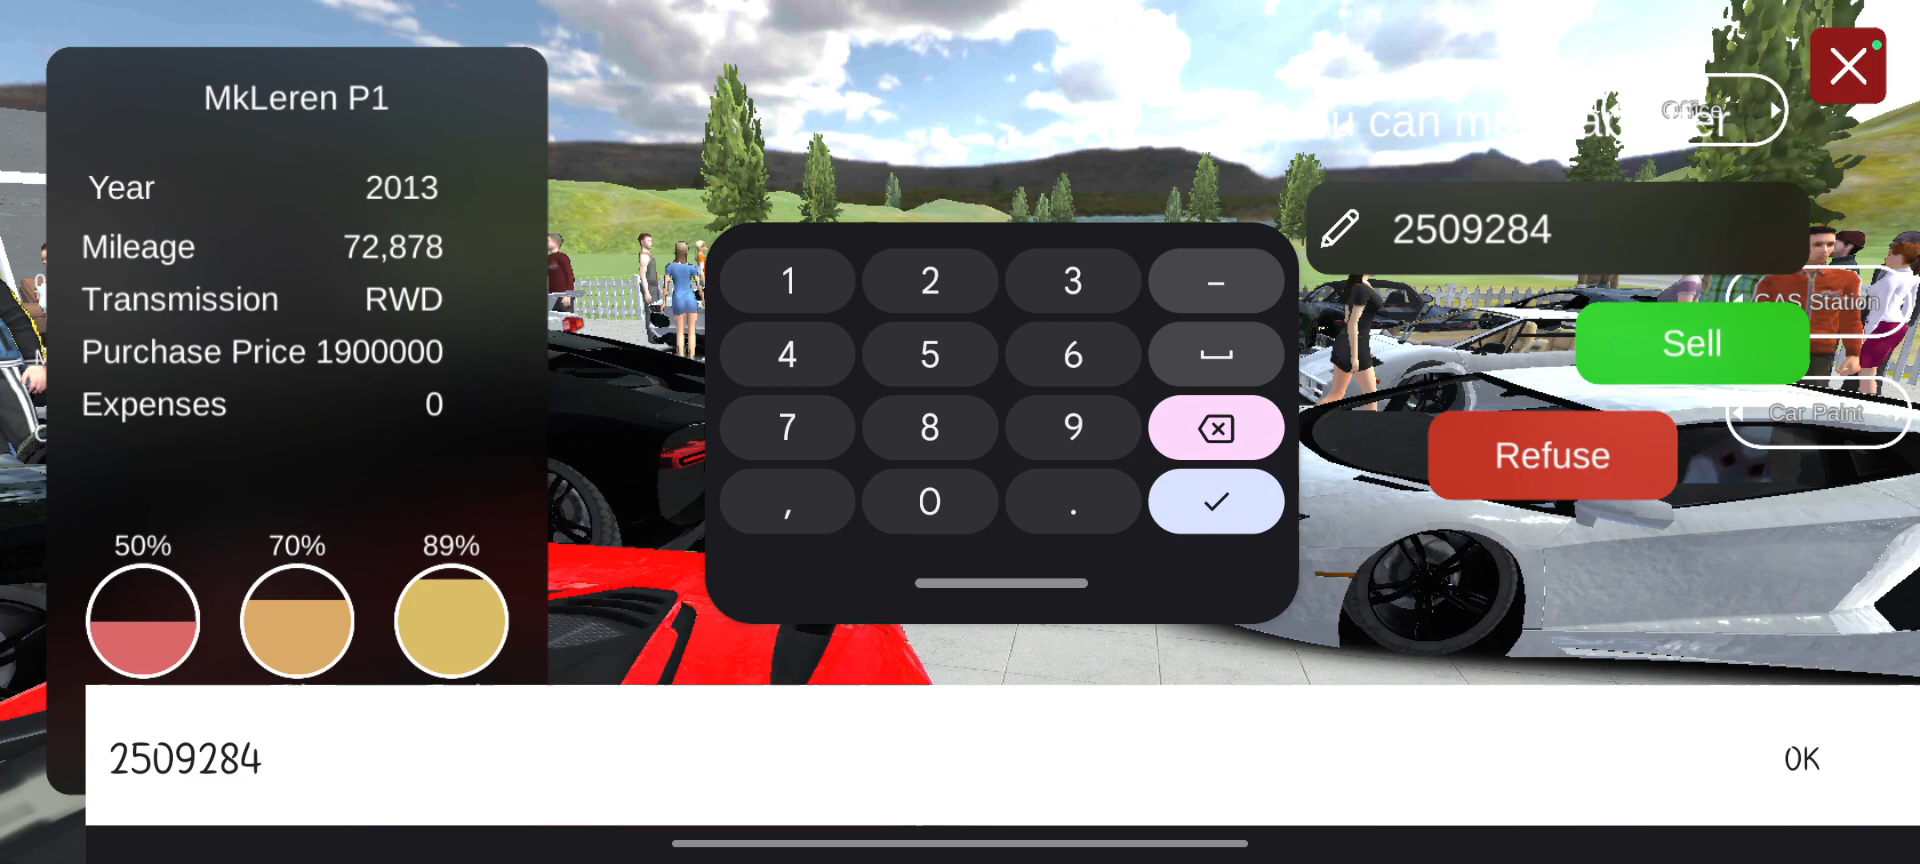 MkLeren P1
Year 2013
Mileage 72,878
Transmission RWD
Purchase Price 1900000
Expenses 0
50% 70% 89%
1 2 3 -
4 5 6
7 8 9
, 0 .
can
Office
2509284
GAS Station
Sell
Car Paint
Refuse
2509284
OK